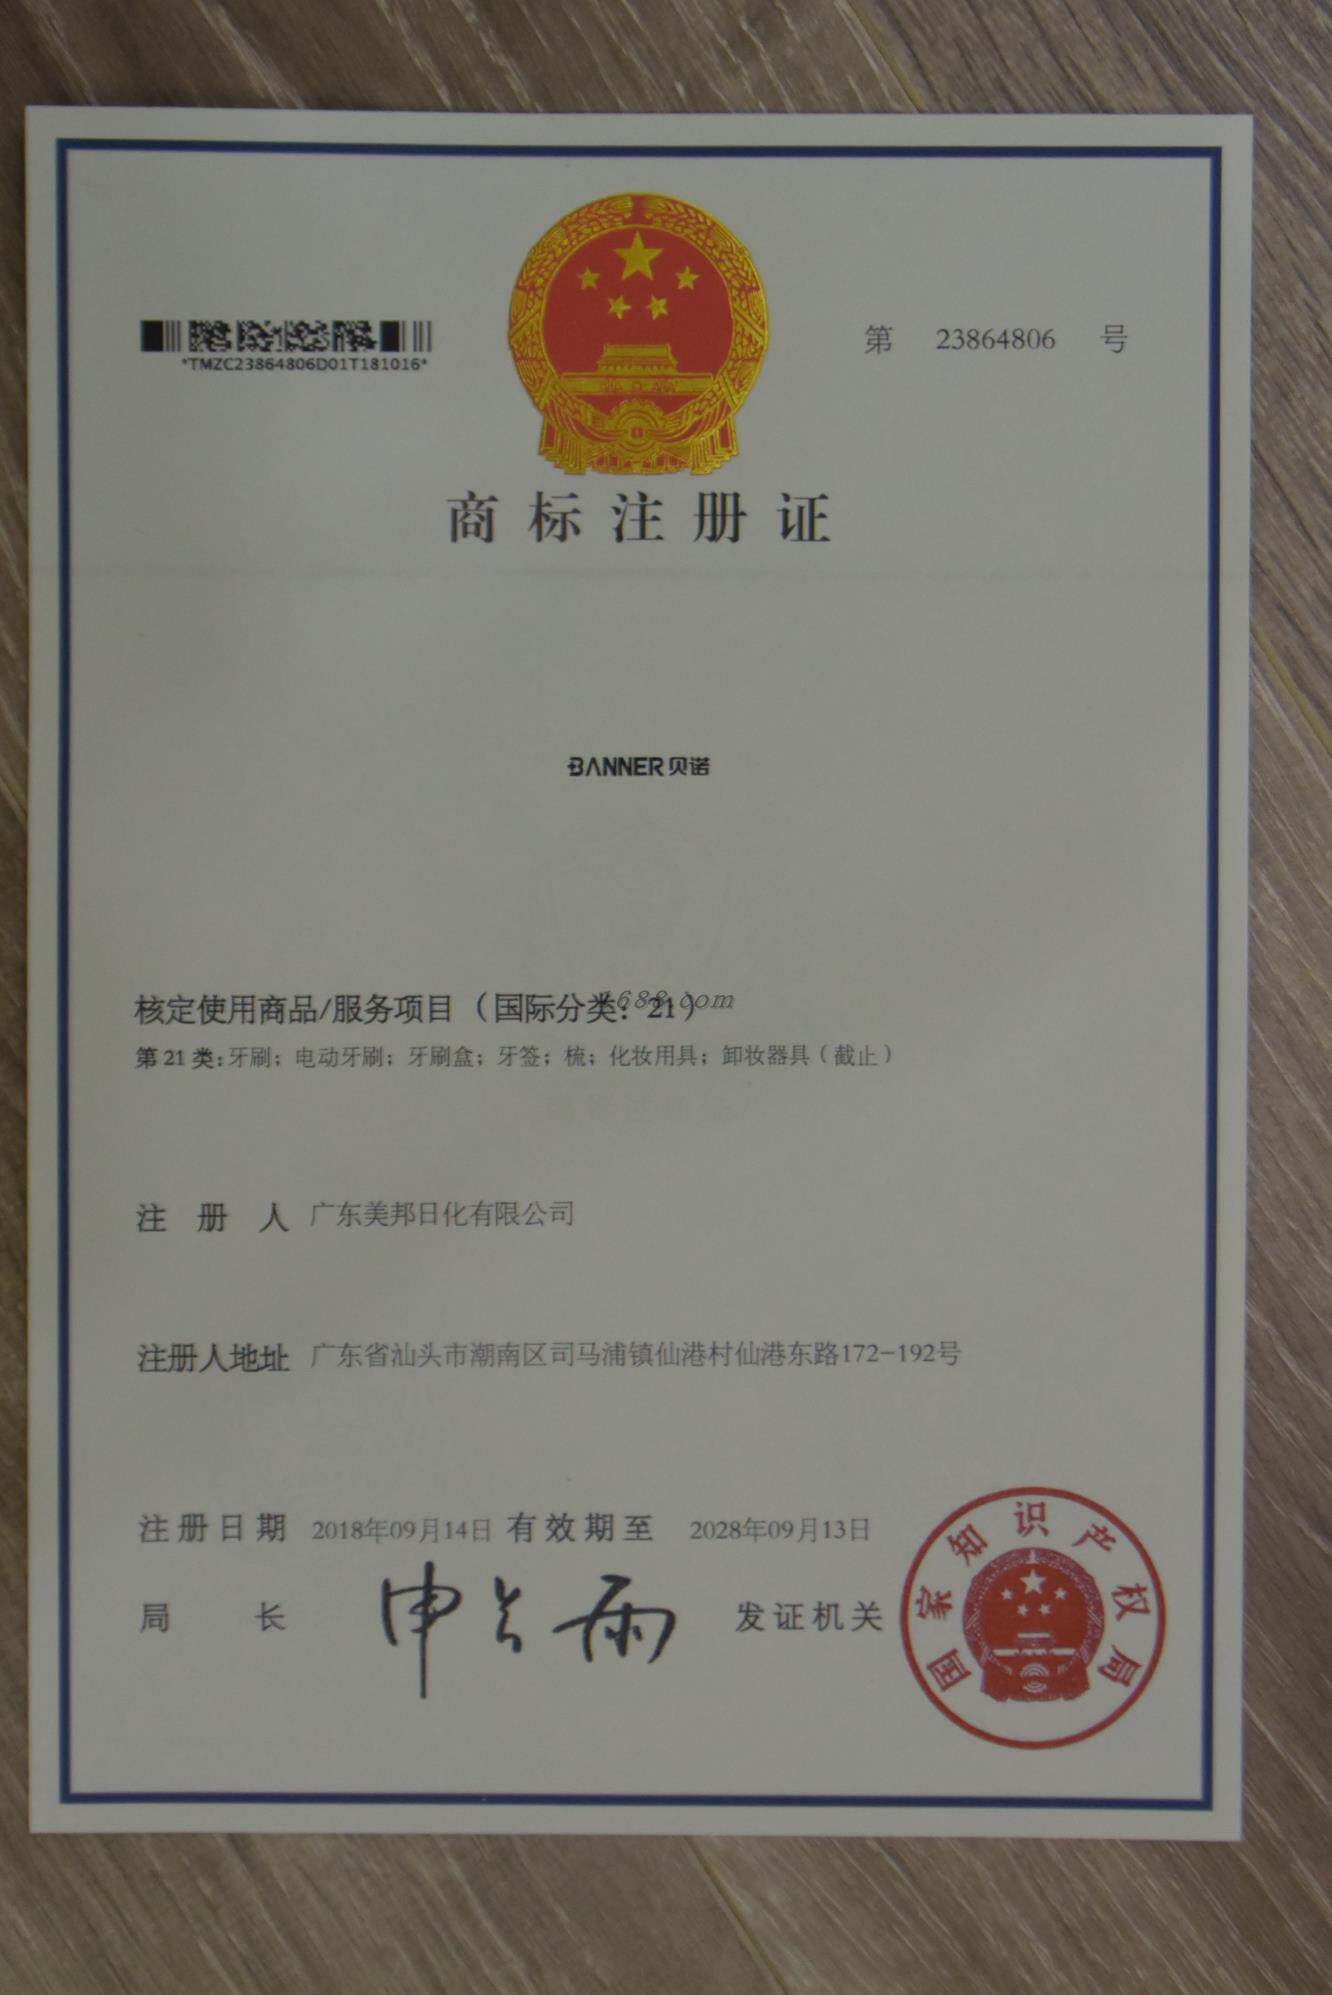 *TMZC23864806D01T181016*
第 23864806 号
商标注册证
BANNER贝诺
核定使用商品/服务项目（国际分类：21）
1688.com
第21类:牙刷；电动牙刷；牙刷盒；牙签；梳；化妆用具；卸妆器具（截止）
注册人 广东美邦日化有限公司
注册人地址 广东省汕头市潮南区司马浦镇仙港村仙港东路172-192号
注册日期 2018年09月14日 有效期至 2028年09月13日
局长 申长雨 发证机关
国家知识产权局